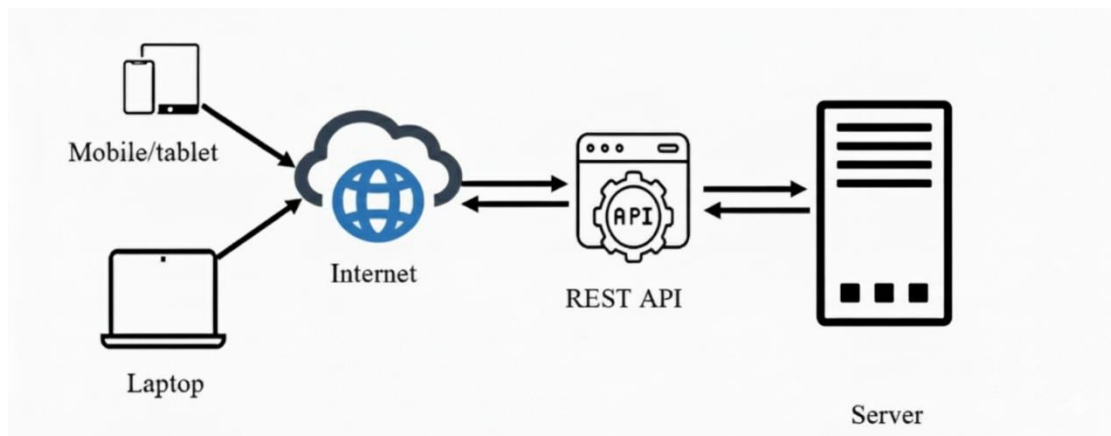 Mobile/tablet
Internet
API
REST API
Laptop
Server